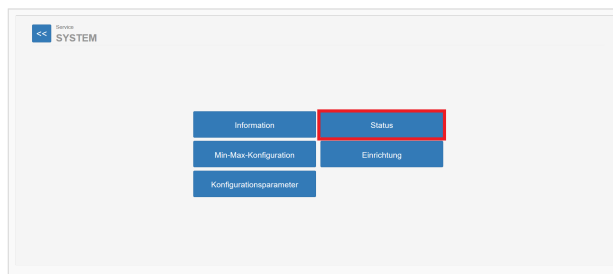 <<
Service
SYSTEM
Information
Status
Min-Max-Konfiguration
Einrichtung
Konfigurationsparameter